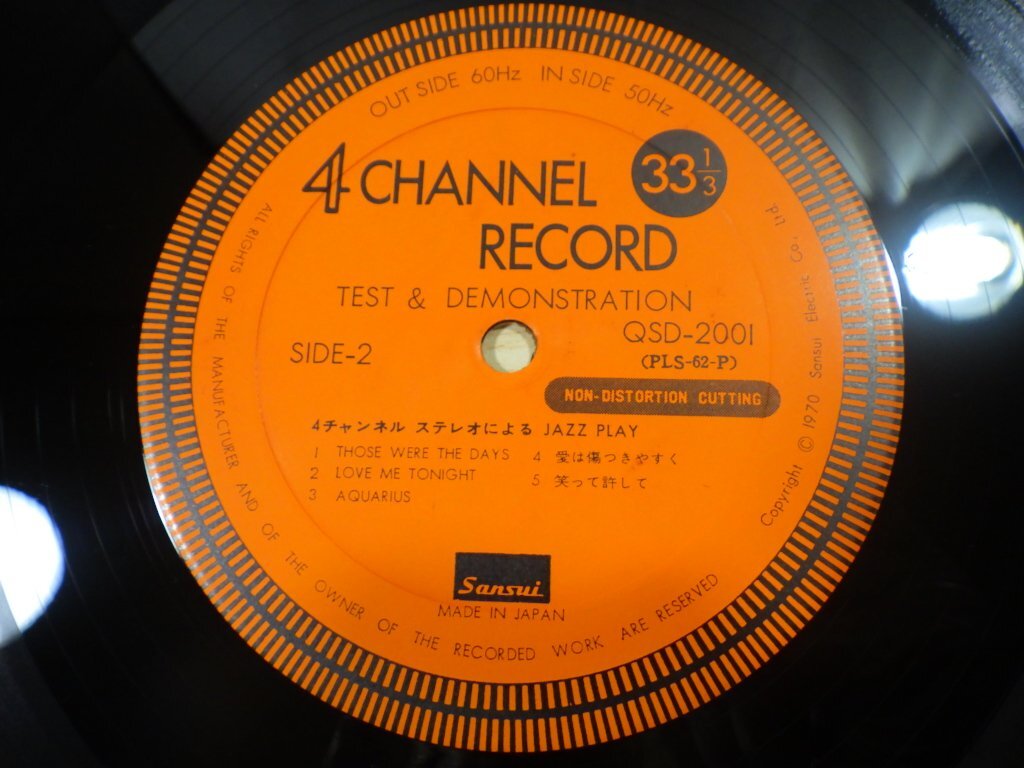 OUT SIDE 60Hz IN SIDE 50Hz
4 CHANNEL
RECORD
33 1/3
TEST & DEMONSTRATION
QSD-2001
(PLS-62-P)
SIDE-2
NON-DISTORTION CUTTING
4チャンネル ステレオによる JAZZ PLAY
1 THOSE WERE THE DAYS
2 LOVE ME TONIGHT
3 AQUARIUS
4 愛は傷つきやすく
5 笑って許して
Sansui
MADE IN JAPAN
ALL RIGHTS OF THE MANUFACTURER AND OF THE OWNER OF THE RECORDED WORK ARE RESERVED
Copyright © 1970 Sansui Electric Co., Ltd.